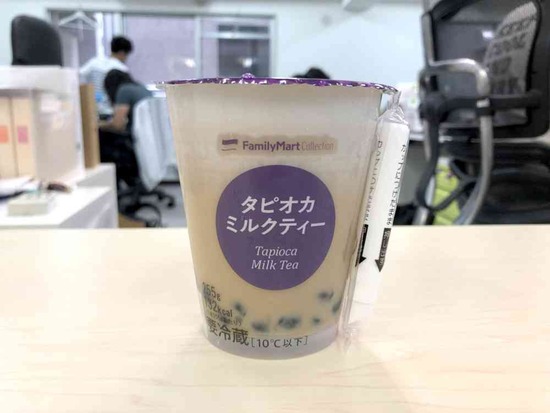 FamilyMart Collection
タピオカ
ミルクティー
Tapioca
Milk Tea
要冷蔵[10℃以下]